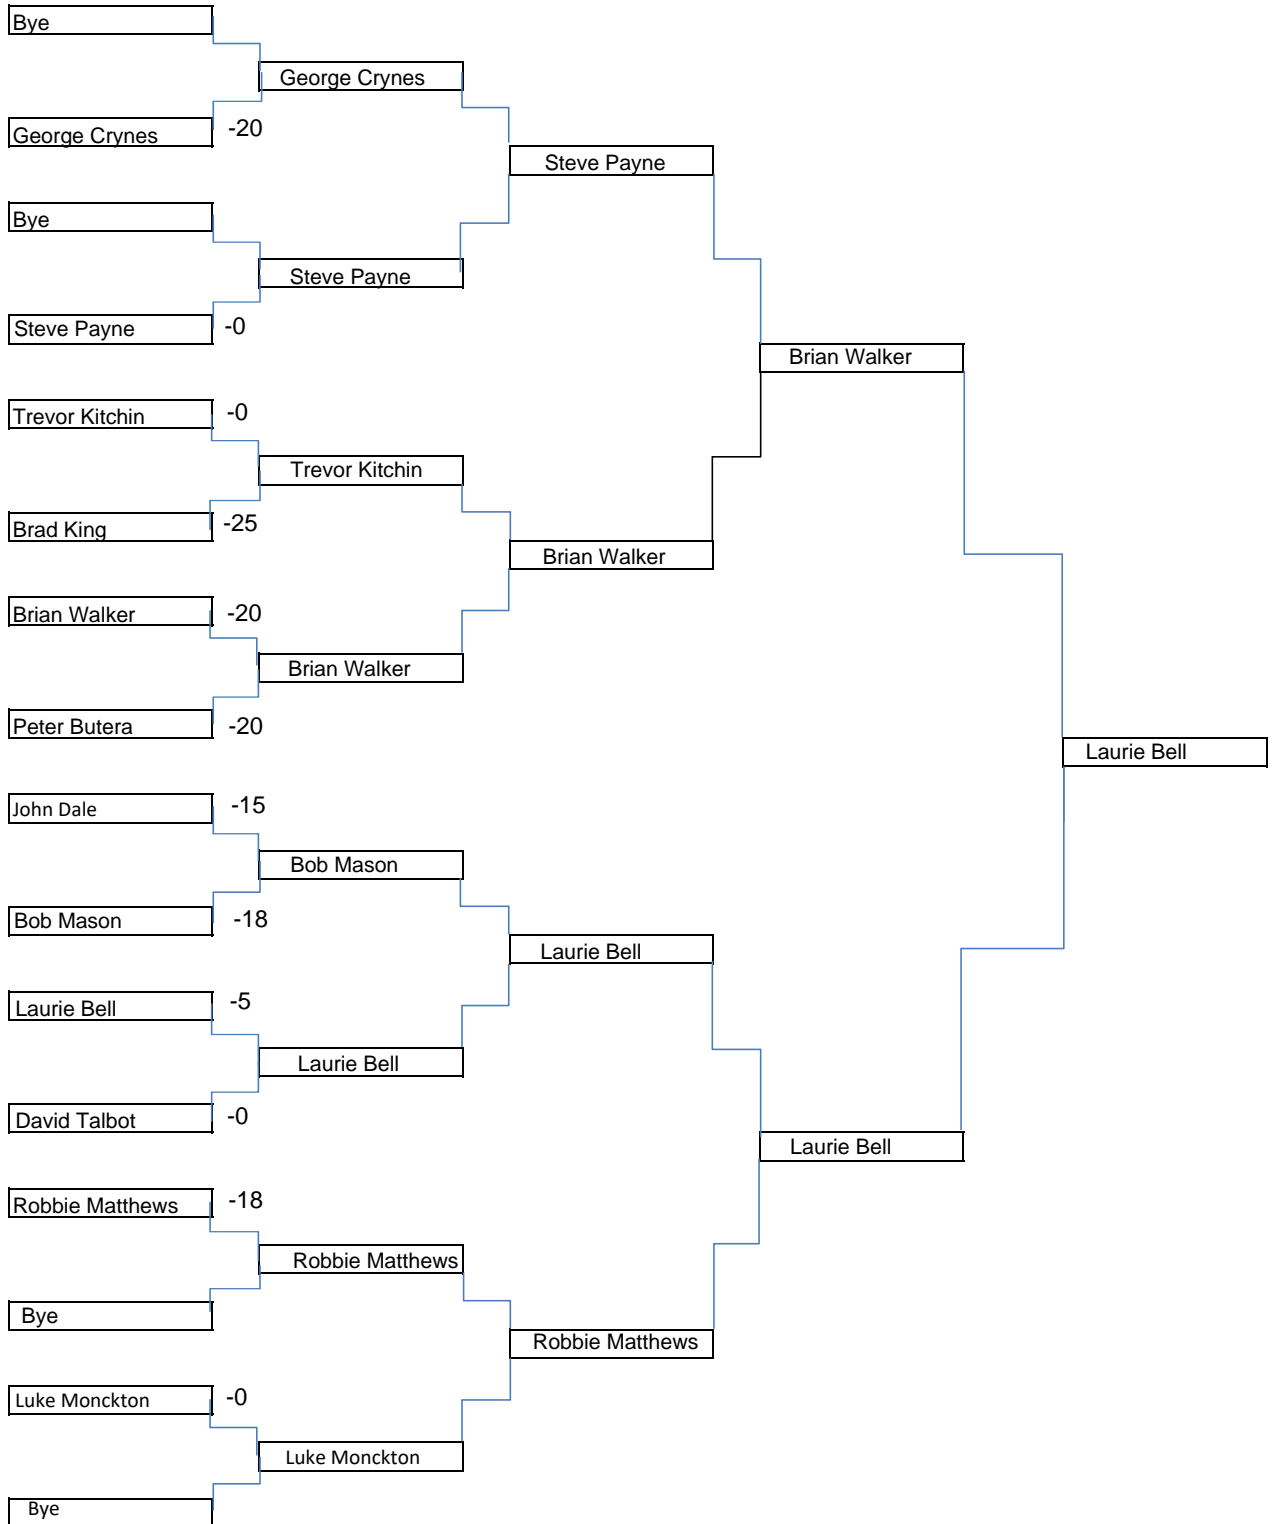 Bye
George Crynes
George Crynes -20
Steve Payne
Bye
Steve Payne
Steve Payne -0
Brian Walker
Trevor Kitchin -0
Trevor Kitchin
Brad King -25
Brian Walker
Brian Walker -20
Brian Walker
Peter Butera -20
Laurie Bell
John Dale -15
Bob Mason
Bob Mason -18
Laurie Bell
Laurie Bell -5
Laurie Bell
David Talbot -0
Laurie Bell
Robbie Matthews -18
Robbie Matthews
Bye
Robbie Matthews
Luke Monckton -0
Luke Monckton
Bye